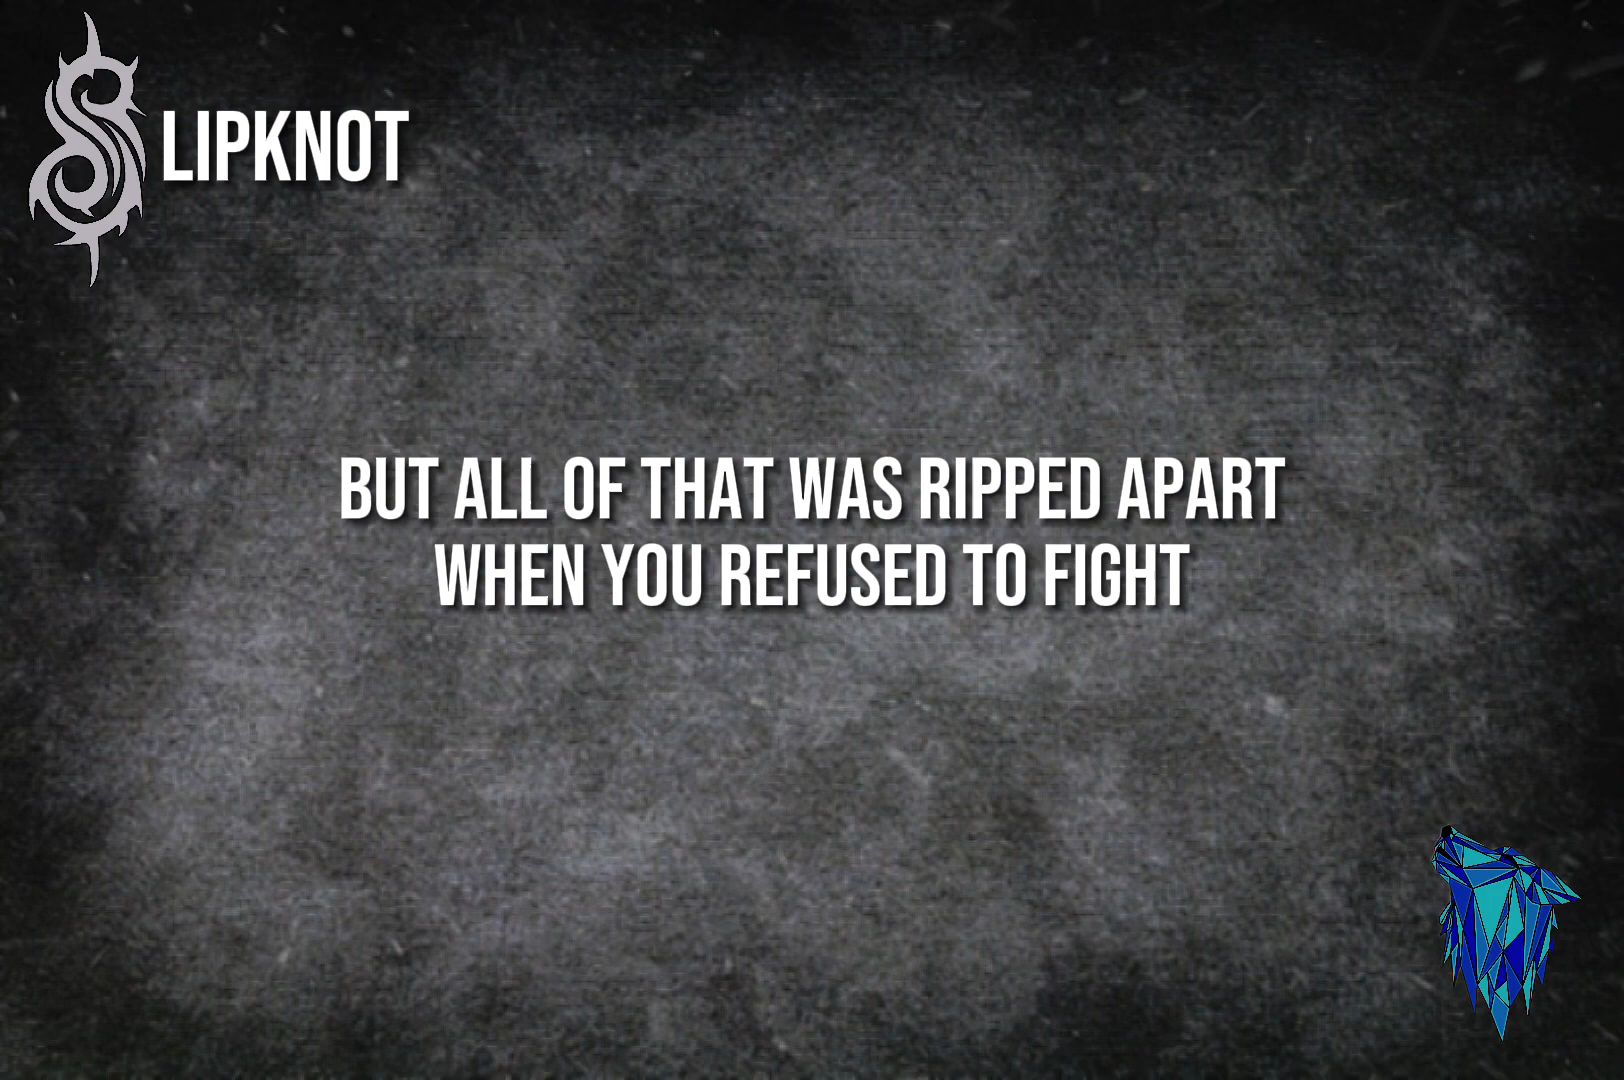 SLIPKNOT
BUT ALL OF THAT WAS RIPPED APART
WHEN YOU REFUSED TO FIGHT